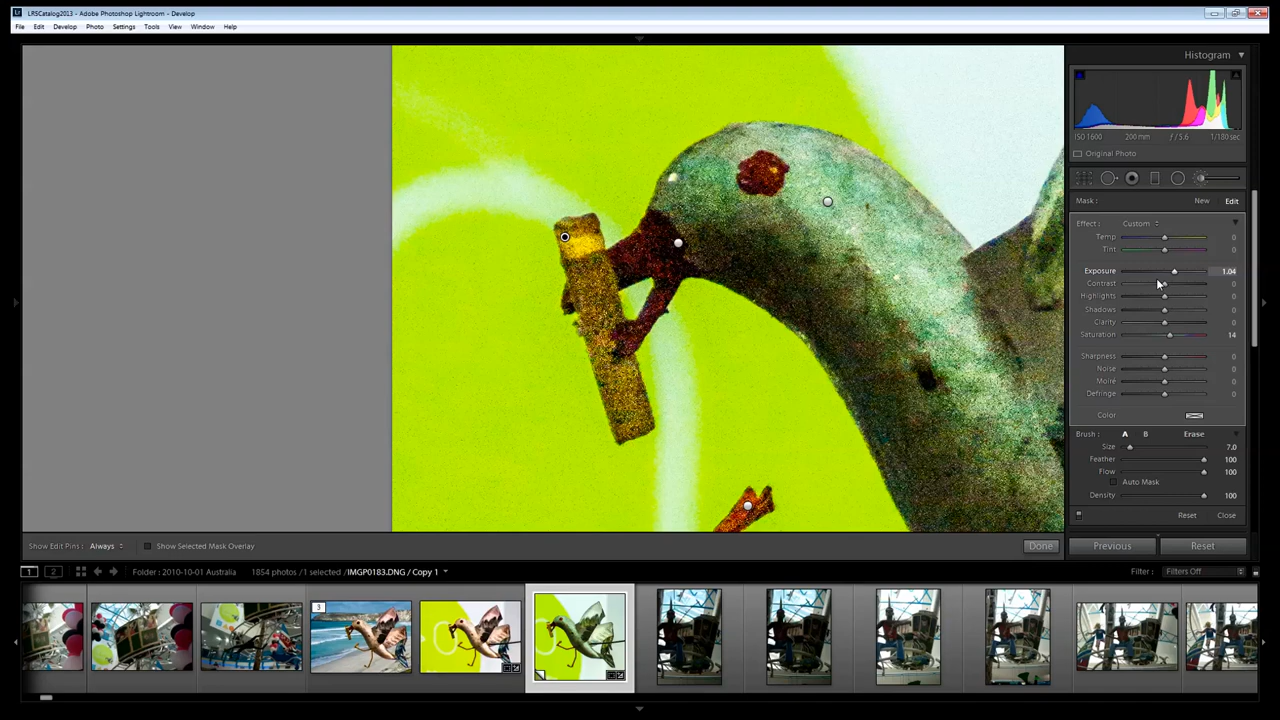 LRSCatalog2013 - Adobe Photoshop Lightroom - Develop
File Edit Develop Photo Settings Tools View Window Help
Histogram
ISO 1600 200 mm ƒ / 5.6 1/180 sec
Original Photo
Mask : New Edit
Effect : Custom
Temp 0
Tint 0
Exposure 1.04
Contrast 0
Highlights 0
Shadows 0
Clarity 0
Saturation 14
Sharpness 0
Noise 0
Moiré 0
Defringe 0
Color
Brush : A B Erase
Size 7.0
Feather 100
Flow 100
Auto Mask
Density 100
Reset Close
Show Edit Pins : Always Show Selected Mask Overlay Done Previous Reset
1 2 Folder : 2010-10-01 Australia 1854 photos / 1 selected / IMGP0183.DNG / Copy 1 Filter : Filters Off
3